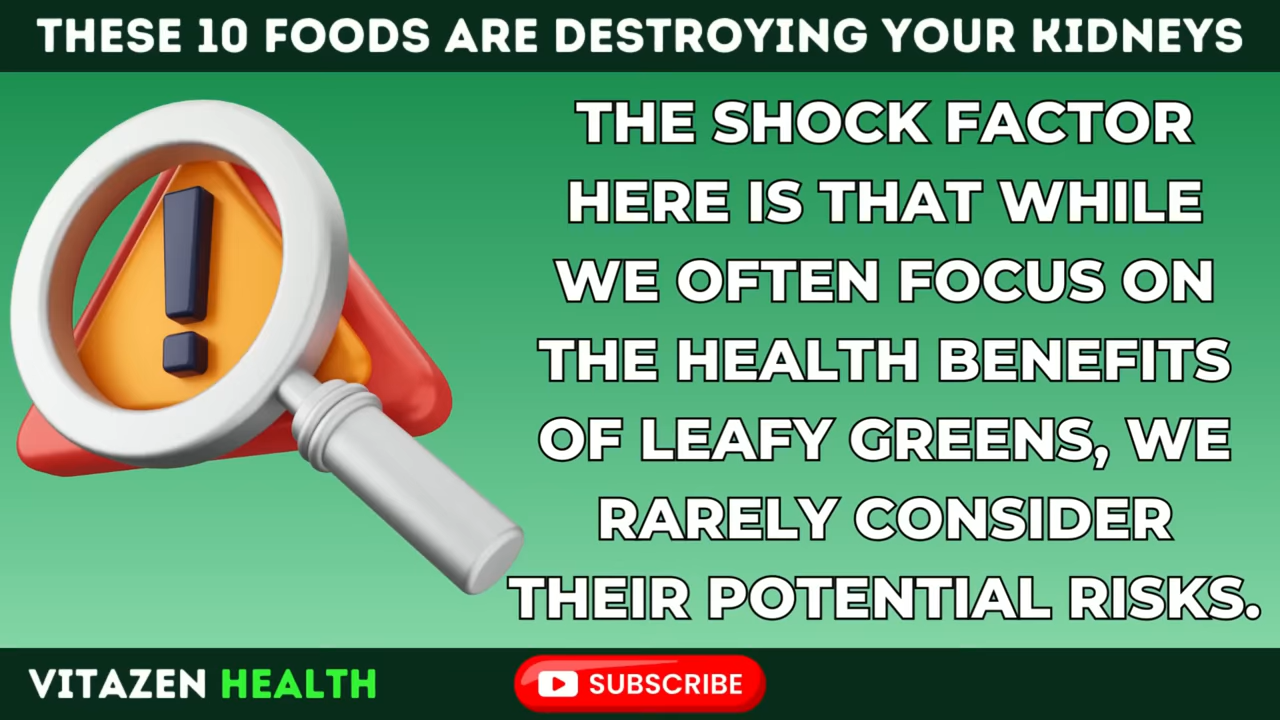 THESE 10 FOODS ARE DESTROYING YOUR KIDNEYS
THE SHOCK FACTOR
HERE IS THAT WHILE
WE OFTEN FOCUS ON
THE HEALTH BENEFITS
OF LEAFY GREENS, WE
RARELY CONSIDER
THEIR POTENTIAL RISKS.
VITAZEN HEALTH
SUBSCRIBE